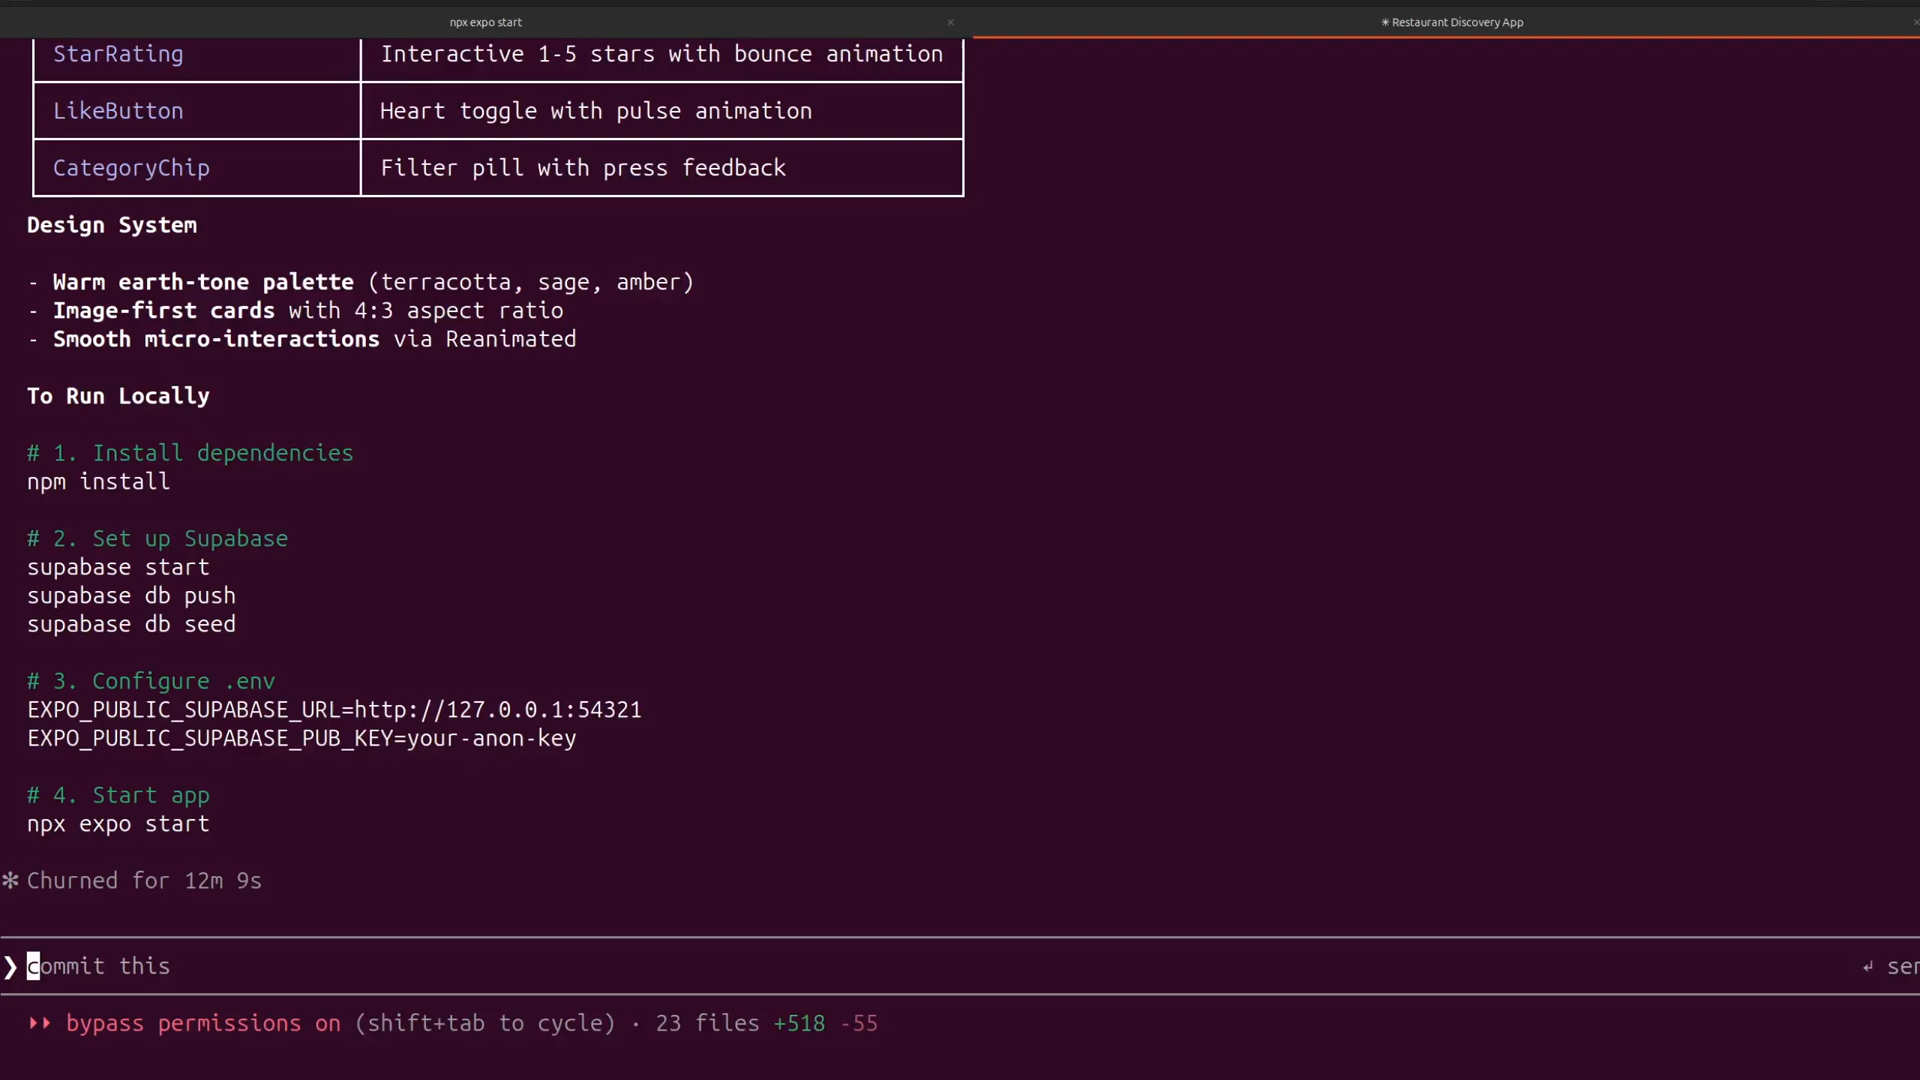 npx expo start
✳ Restaurant Discovery App
StarRating Interactive 1-5 stars with bounce animation
LikeButton Heart toggle with pulse animation
CategoryChip Filter pill with press feedback
Design System
- Warm earth-tone palette (terracotta, sage, amber)
- Image-first cards with 4:3 aspect ratio
- Smooth micro-interactions via Reanimated
To Run Locally
# 1. Install dependencies
npm install
# 2. Set up Supabase
supabase start
supabase db push
supabase db seed
# 3. Configure .env
EXPO_PUBLIC_SUPABASE_URL=http://127.0.0.1:54321
EXPO_PUBLIC_SUPABASE_PUB_KEY=your-anon-key
# 4. Start app
npx expo start
✻ Churned for 12m 9s
❯ commit this
↵ sen
⏵⏵ bypass permissions on (shift+tab to cycle) · 23 files +518 -55